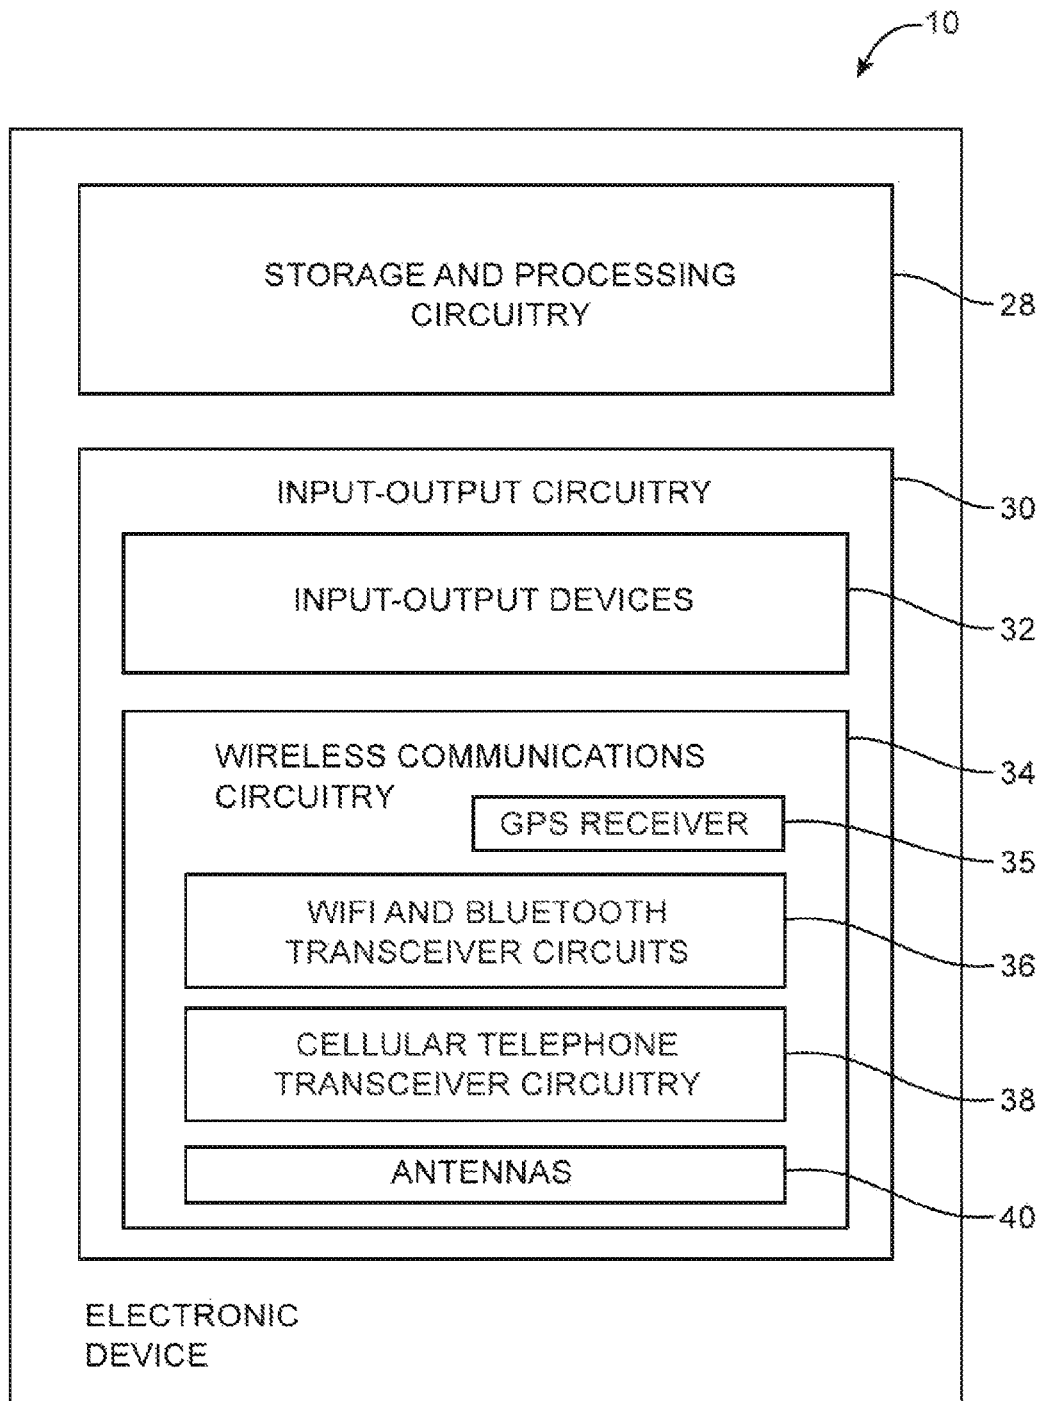 10
STORAGE AND PROCESSING
CIRCUITRY
28
INPUT-OUTPUT CIRCUITRY
30
INPUT-OUTPUT DEVICES
32
WIRELESS COMMUNICATIONS
CIRCUITRY
34
GPS RECEIVER
35
WIFI AND BLUETOOTH
TRANSCEIVER CIRCUITS
36
CELLULAR TELEPHONE
TRANSCEIVER CIRCUITRY
38
ANTENNAS
40
ELECTRONIC
DEVICE